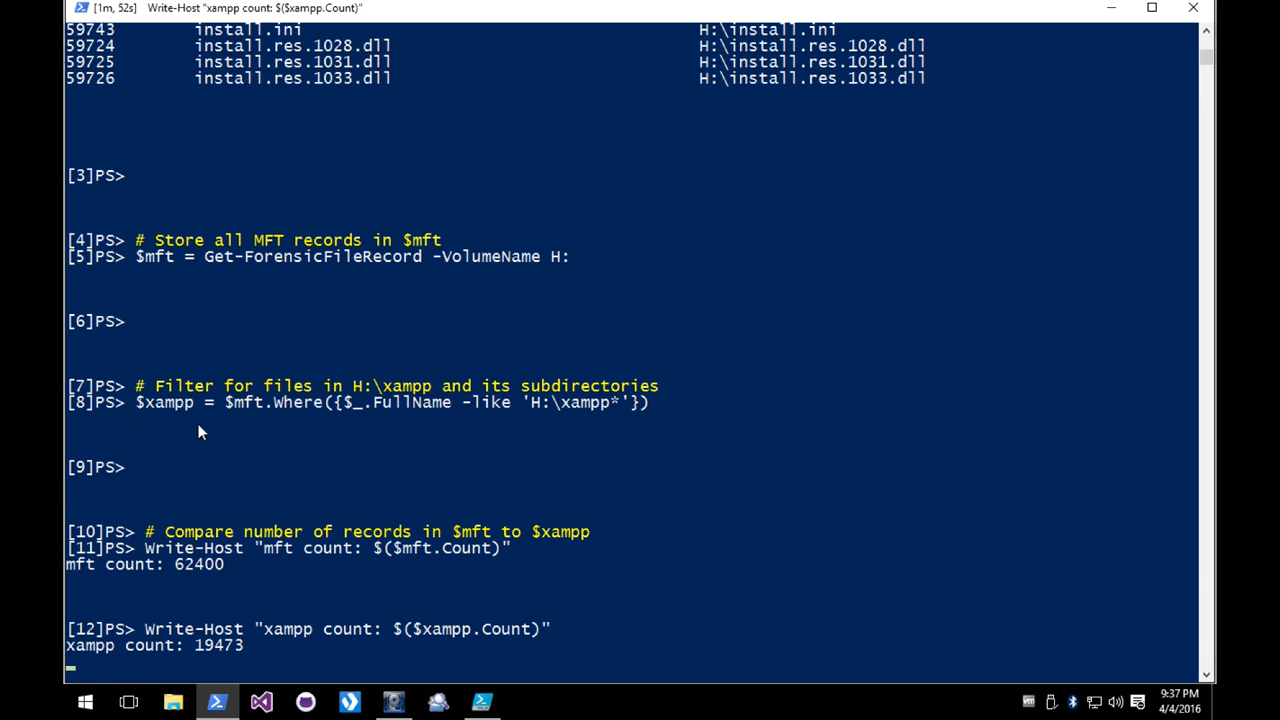 [1m, 52s] Write-Host "xampp count: $($xampp.Count)"
59743 install.ini H:\install.ini
59724 install.res.1028.dll H:\install.res.1028.dll
59725 install.res.1031.dll H:\install.res.1031.dll
59726 install.res.1033.dll H:\install.res.1033.dll
[3]PS>
[4]PS> # Store all MFT records in $mft
[5]PS> $mft = Get-ForensicFileRecord -VolumeName H:
[6]PS>
[7]PS> # Filter for files in H:\xampp and its subdirectories
[8]PS> $xampp = $mft.Where({$_.FullName -like 'H:\xampp*'})
[9]PS>
[10]PS> # Compare number of records in $mft to $xampp
[11]PS> Write-Host "mft count: $($mft.Count)"
mft count: 62400
[12]PS> Write-Host "xampp count: $($xampp.Count)"
xampp count: 19473
vm
9:37 PM
4/4/2016